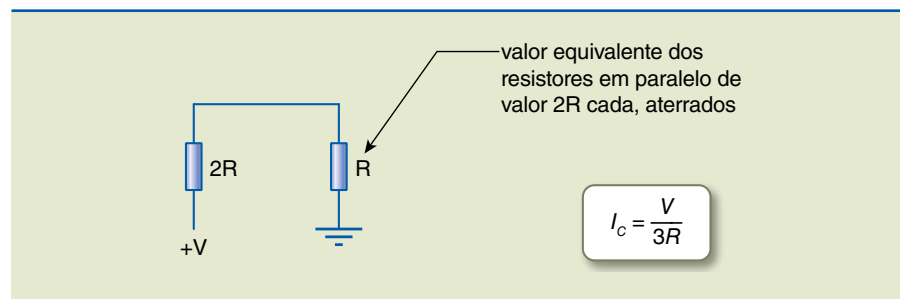 valor equivalente dos
resistores em paralelo de
valor 2R cada, aterrados
2R
R
+V
I_C = V/3R